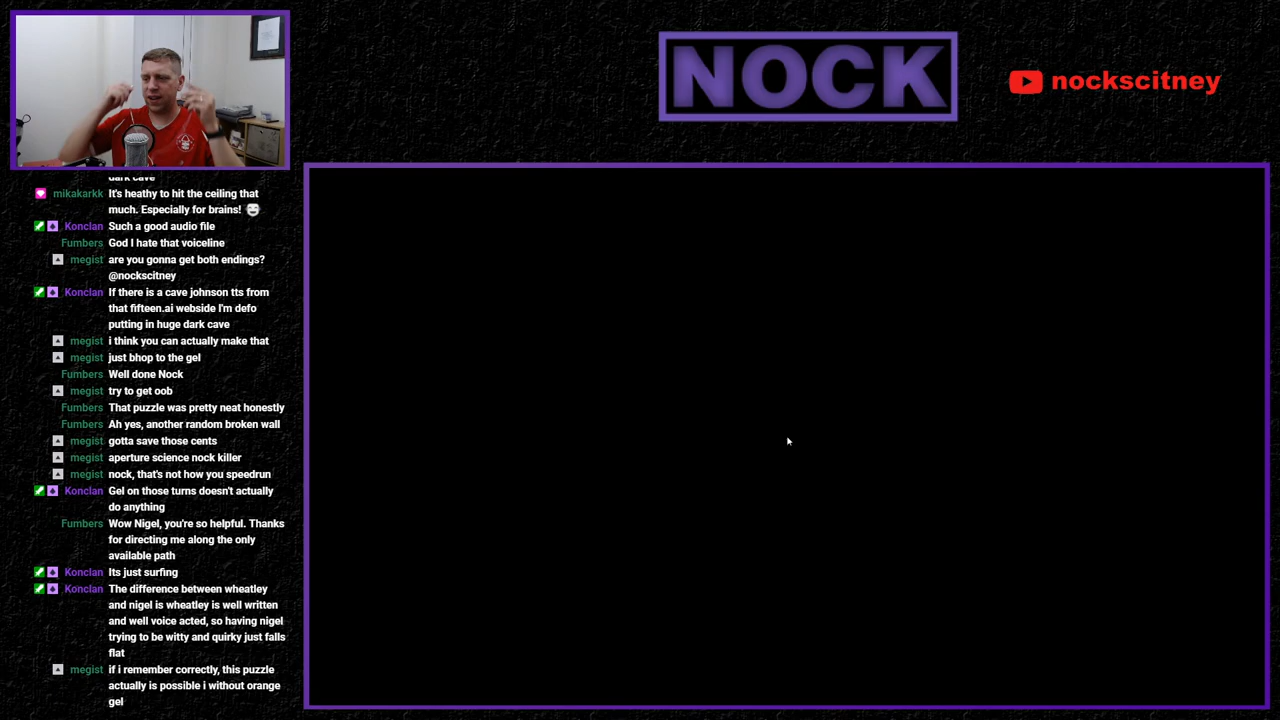 NOCK
nockscitney
dark cave
mikakarkk It's heathy to hit the ceiling that
much. Especially for brains!
Konclan Such a good audio file
Fumbers God I hate that voiceline
megist are you gonna get both endings?
@nockscitney
Konclan If there is a cave johnson tts from
that fifteen.ai webside I'm defo
putting in huge dark cave
megist i think you can actually make that
megist just bhop to the gel
Fumbers Well done Nock
megist try to get oob
Fumbers That puzzle was pretty neat honestly
Fumbers Ah yes, another random broken wall
megist gotta save those cents
megist aperture science nock killer
megist nock, that's not how you speedrun
Konclan Gel on those turns doesn't actually
do anything
Fumbers Wow Nigel, you're so helpful. Thanks
for directing me along the only
available path
Konclan Its just surfing
Konclan The difference between wheatley
and nigel is wheatley is well written
and well voice acted, so having nigel
trying to be witty and quirky just falls
flat
megist if i remember correctly, this puzzle
actually is possible i without orange
gel